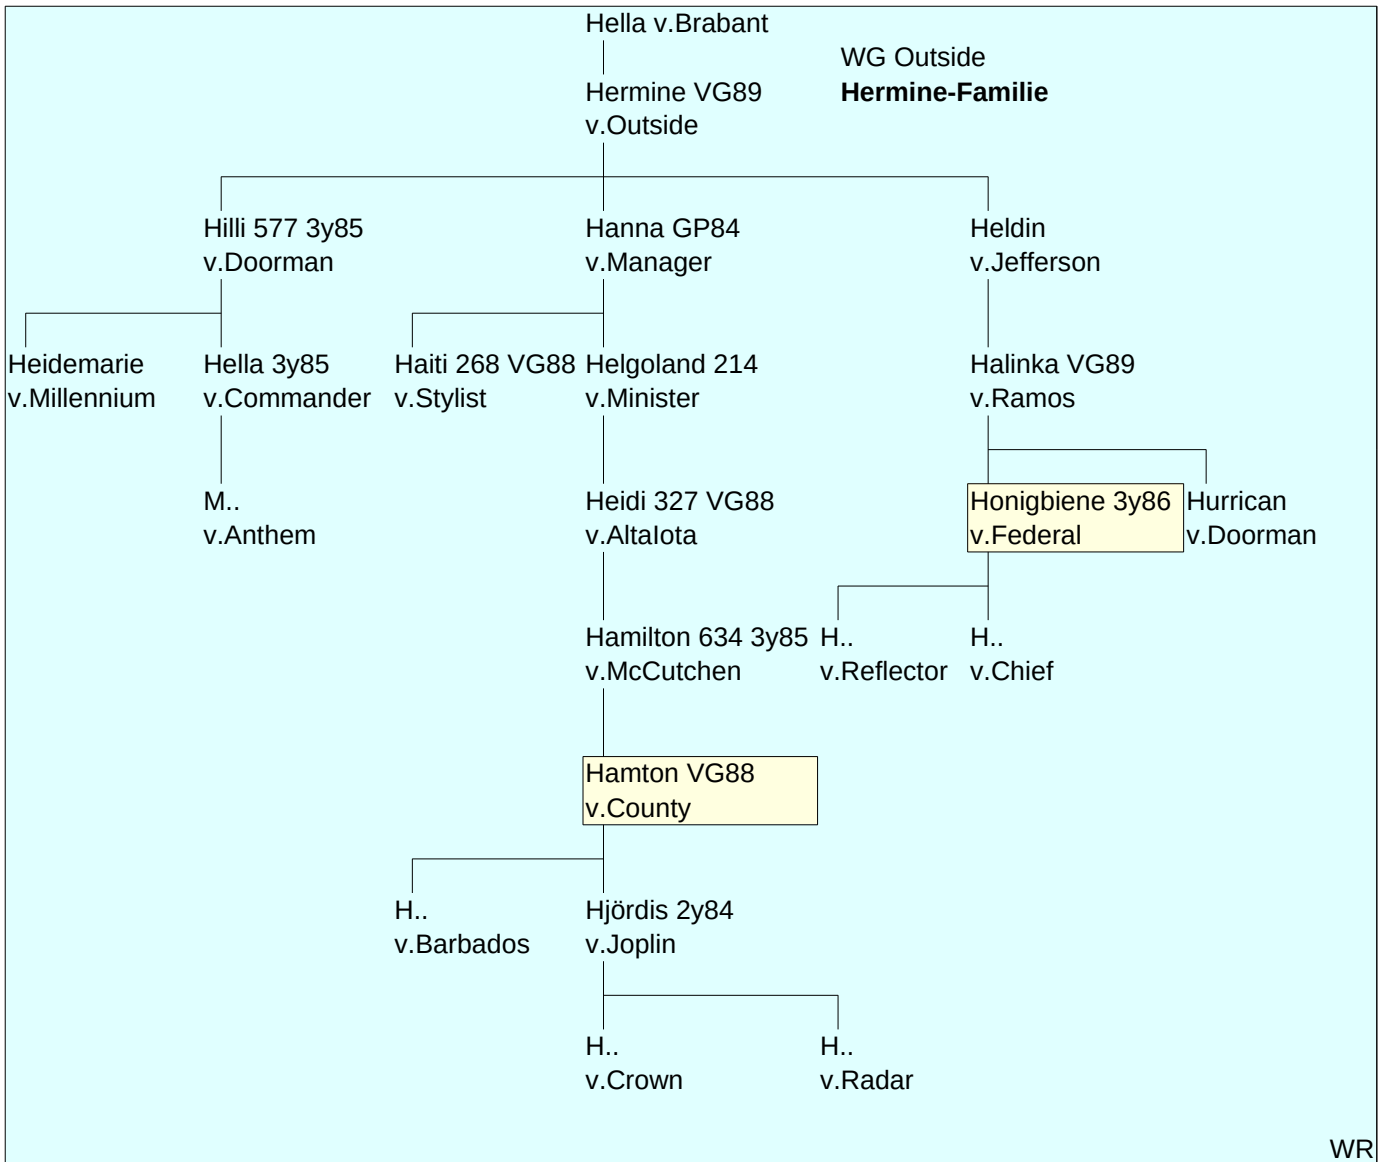 Hella v.Brabant
WG Outside
Hermine VG89
v.Outside
Hermine-Familie
Hilli 577 3y85
v.Doorman
Hanna GP84
v.Manager
Heldin
v.Jefferson
Heidemarie
v.Millennium
Hella 3y85
v.Commander
Haiti 268 VG88
v.Stylist
Helgoland 214
v.Minister
Halinka VG89
v.Ramos
M..
v.Anthem
Heidi 327 VG88
v.AltaIota
Honigbiene 3y86
v.Federal
Hurrican
v.Doorman
Hamilton 634 3y85
v.McCutchen
H..
v.Reflector
H..
v.Chief
Hamton VG88
v.County
H..
v.Barbados
Hjördis 2y84
v.Joplin
H..
v.Crown
H..
v.Radar
WR